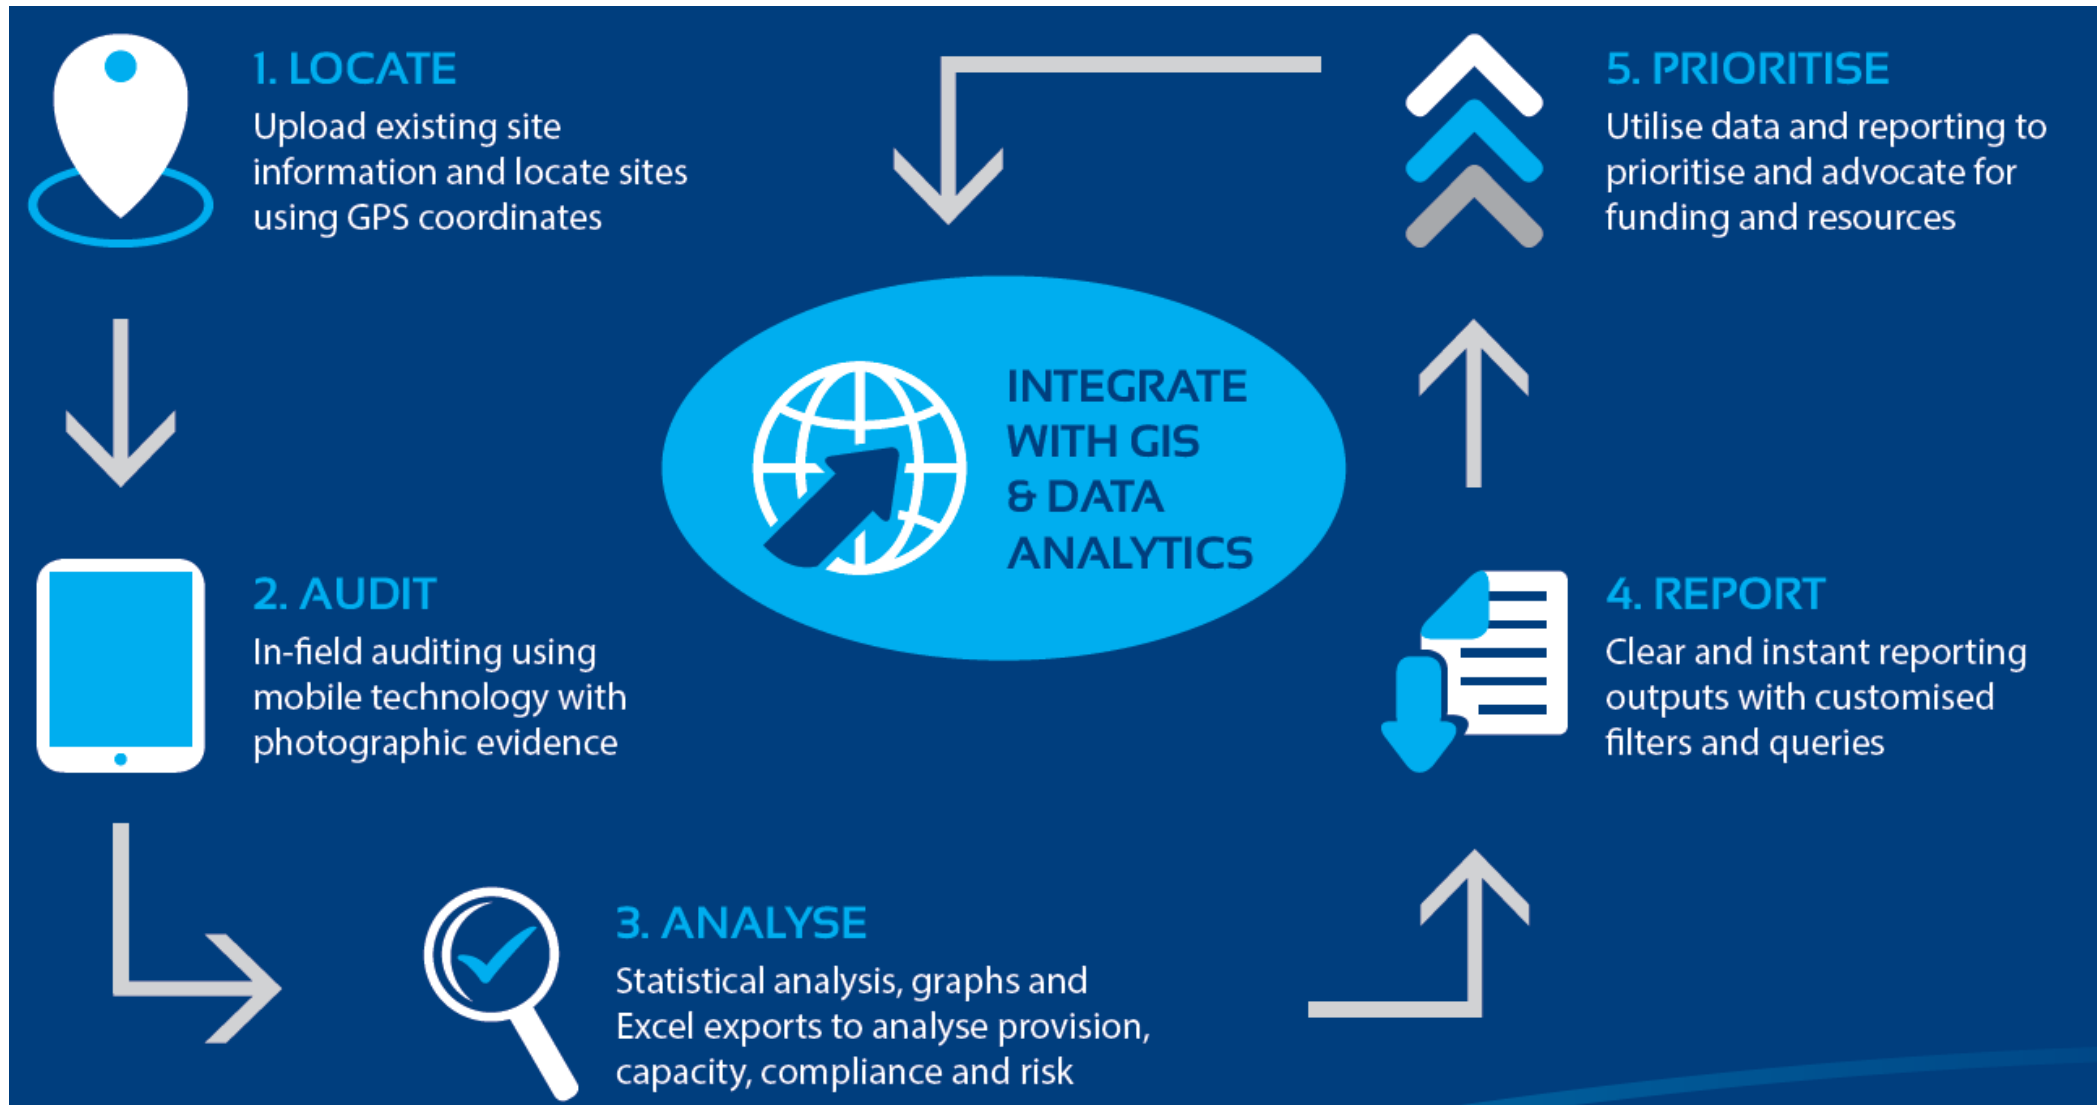 1. LOCATE
Upload existing site
information and locate sites
using GPS coordinates
2. AUDIT
In-field auditing using
mobile technology with
photographic evidence
3. ANALYSE
Statistical analysis, graphs and
Excel exports to analyse provision,
capacity, compliance and risk
4. REPORT
Clear and instant reporting
outputs with customised
filters and queries
5. PRIORITISE
Utilise data and reporting to
prioritise and advocate for
funding and resources
INTEGRATE
WITH GIS
& DATA
ANALYTICS